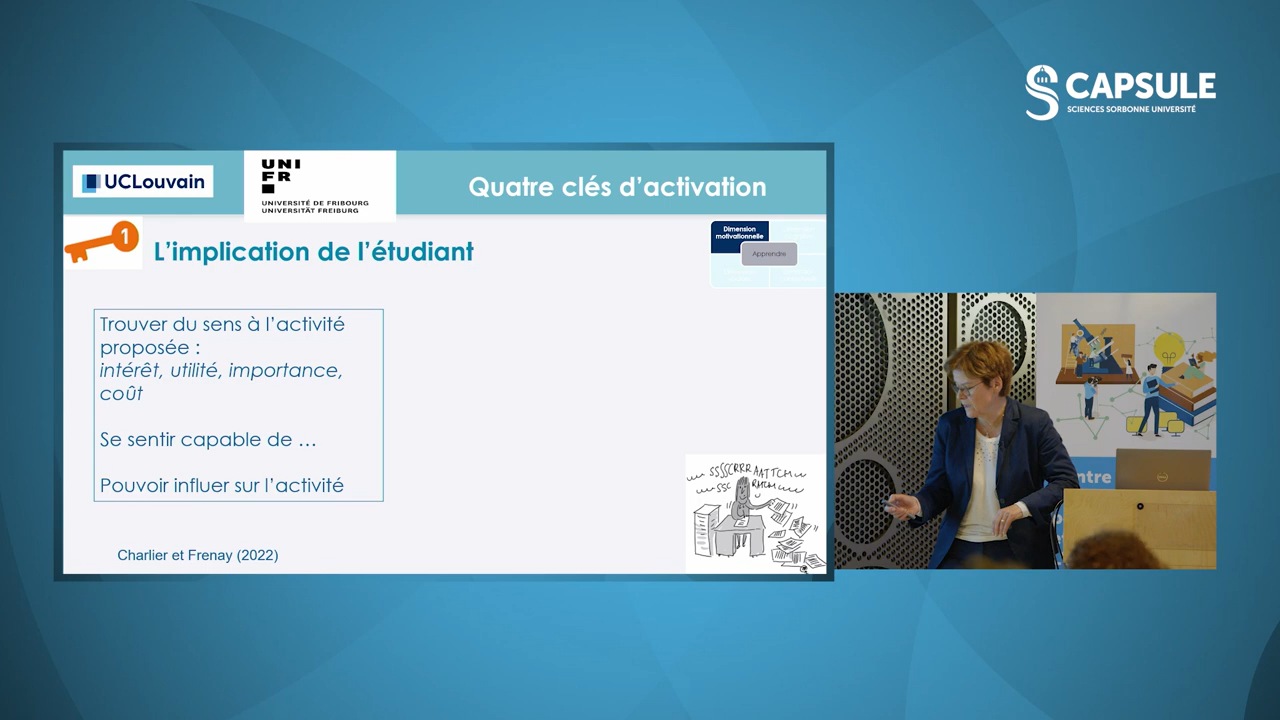 CAPSULE
SCIENCES SORBONNE UNIVERSITÉ
UCLouvain
UNI
FR
UNIVERSITÉ DE FRIBOURG
UNIVERSITÄT FREIBURG
Quatre clés d'activation
1
L'implication de l'étudiant
Dimension
motivationnelle
Apprendre
Trouver du sens à l'activité
proposée :
intérêt, utilité, importance,
coût
Se sentir capable de ...
Pouvoir influer sur l'activité
Charlier et Frenay (2022)
ntre
DELL